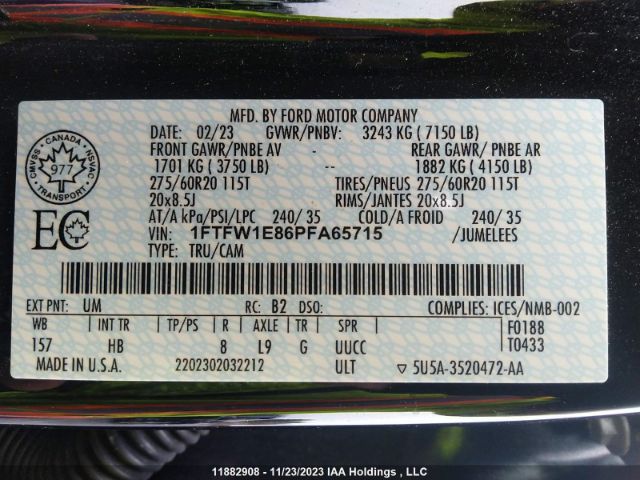 MFD. BY FORD MOTOR COMPANY
DATE: 02/23 GVWR/PNBV: 3243 KG ( 7150 LB)
FRONT GAWR/PNBE AV - REAR GAWR/ PNBE AR
1701 KG ( 3750 LB) -- 1882 KG ( 4150 LB)
275/60R20 115T TIRES/PNEUS 275/60R20 115T
20x8.5J RIMS/JANTES 20x8.5J
AT/A kPa/PSI/LPC 240/ 35 COLD/A FROID 240/ 35
VIN: 1FTFW1E86PFA65715 /JUMELEES
TYPE: TRU/CAM
CANADA
CMVSS NSVAC
977
TRANSPORT
EC
EXT PNT: UM RC: B2 DSO: COMPLIES: ICES/NMB-002
WB INT TR TP/PS R AXLE TR SPR F0188
157 HB 8 L9 G UUCC T0433
MADE IN U.S.A. 2202302032212 ULT ▽ 5U5A-3520472-AA
11882908 - 11/23/2023 IAA Holdings , LLC